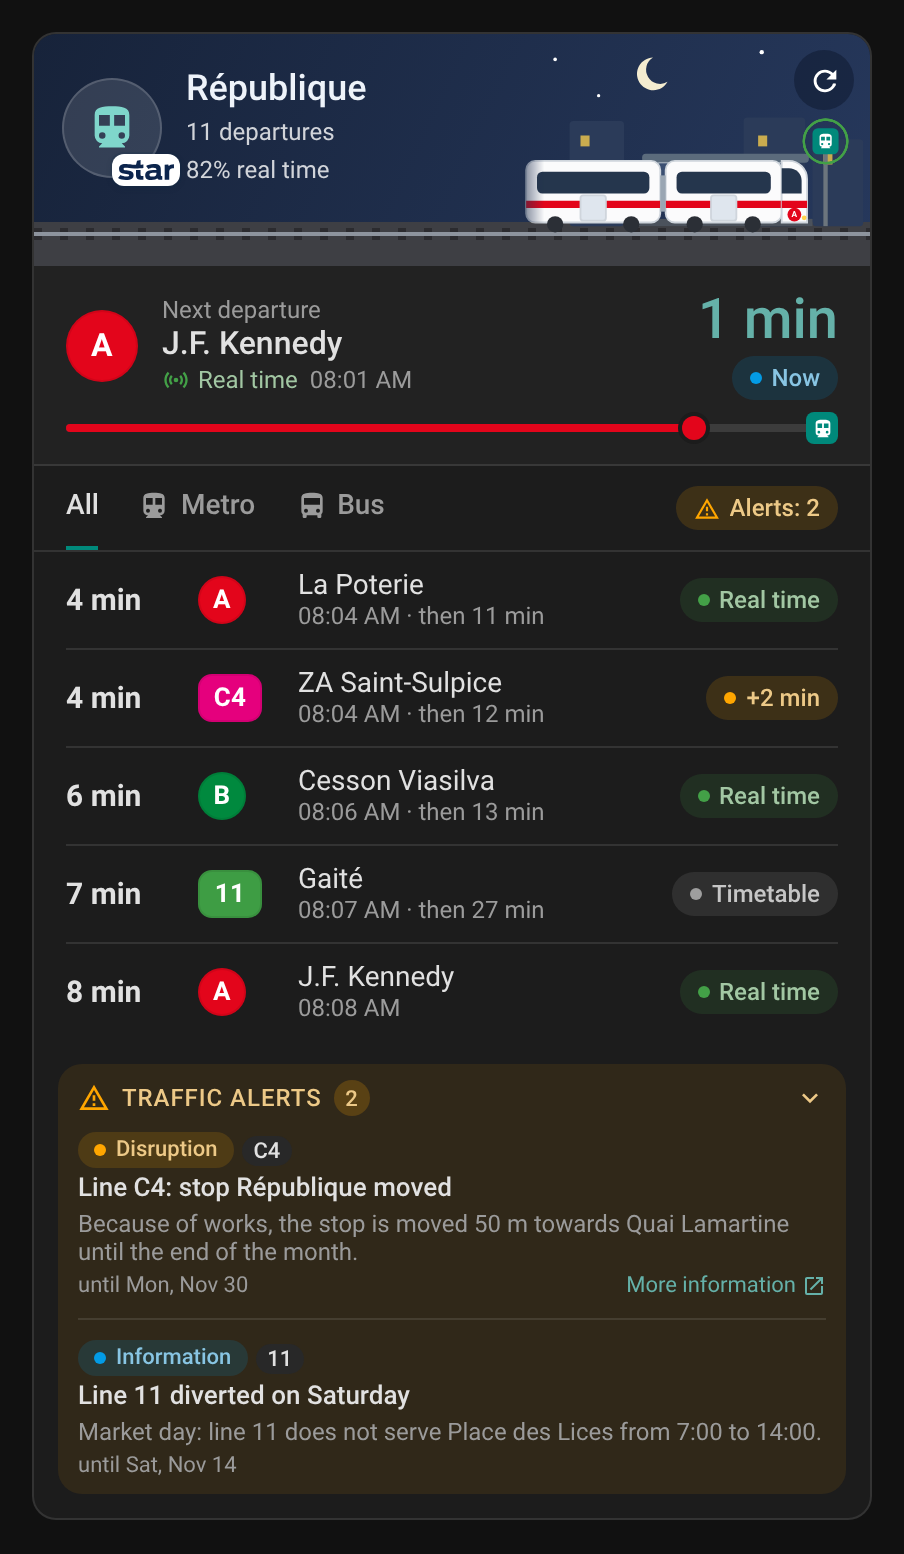 République
11 departures
star
82% real time
A
A
Next departure
J.F. Kennedy
Real time 08:01 AM
1 min
Now
All
Metro
Bus
Alerts: 2
4 min
A
La Poterie
08:04 AM · then 11 min
Real time
4 min
C4
ZA Saint-Sulpice
08:04 AM · then 12 min
+2 min
6 min
B
Cesson Viasilva
08:06 AM · then 13 min
Real time
7 min
11
Gaité
08:07 AM · then 27 min
Timetable
8 min
A
J.F. Kennedy
08:08 AM
Real time
TRAFFIC ALERTS 2
Disruption C4
Line C4: stop République moved
Because of works, the stop is moved 50 m towards Quai Lamartine
until the end of the month.
until Mon, Nov 30
More information
Information 11
Line 11 diverted on Saturday
Market day: line 11 does not serve Place des Lices from 7:00 to 14:00.
until Sat, Nov 14